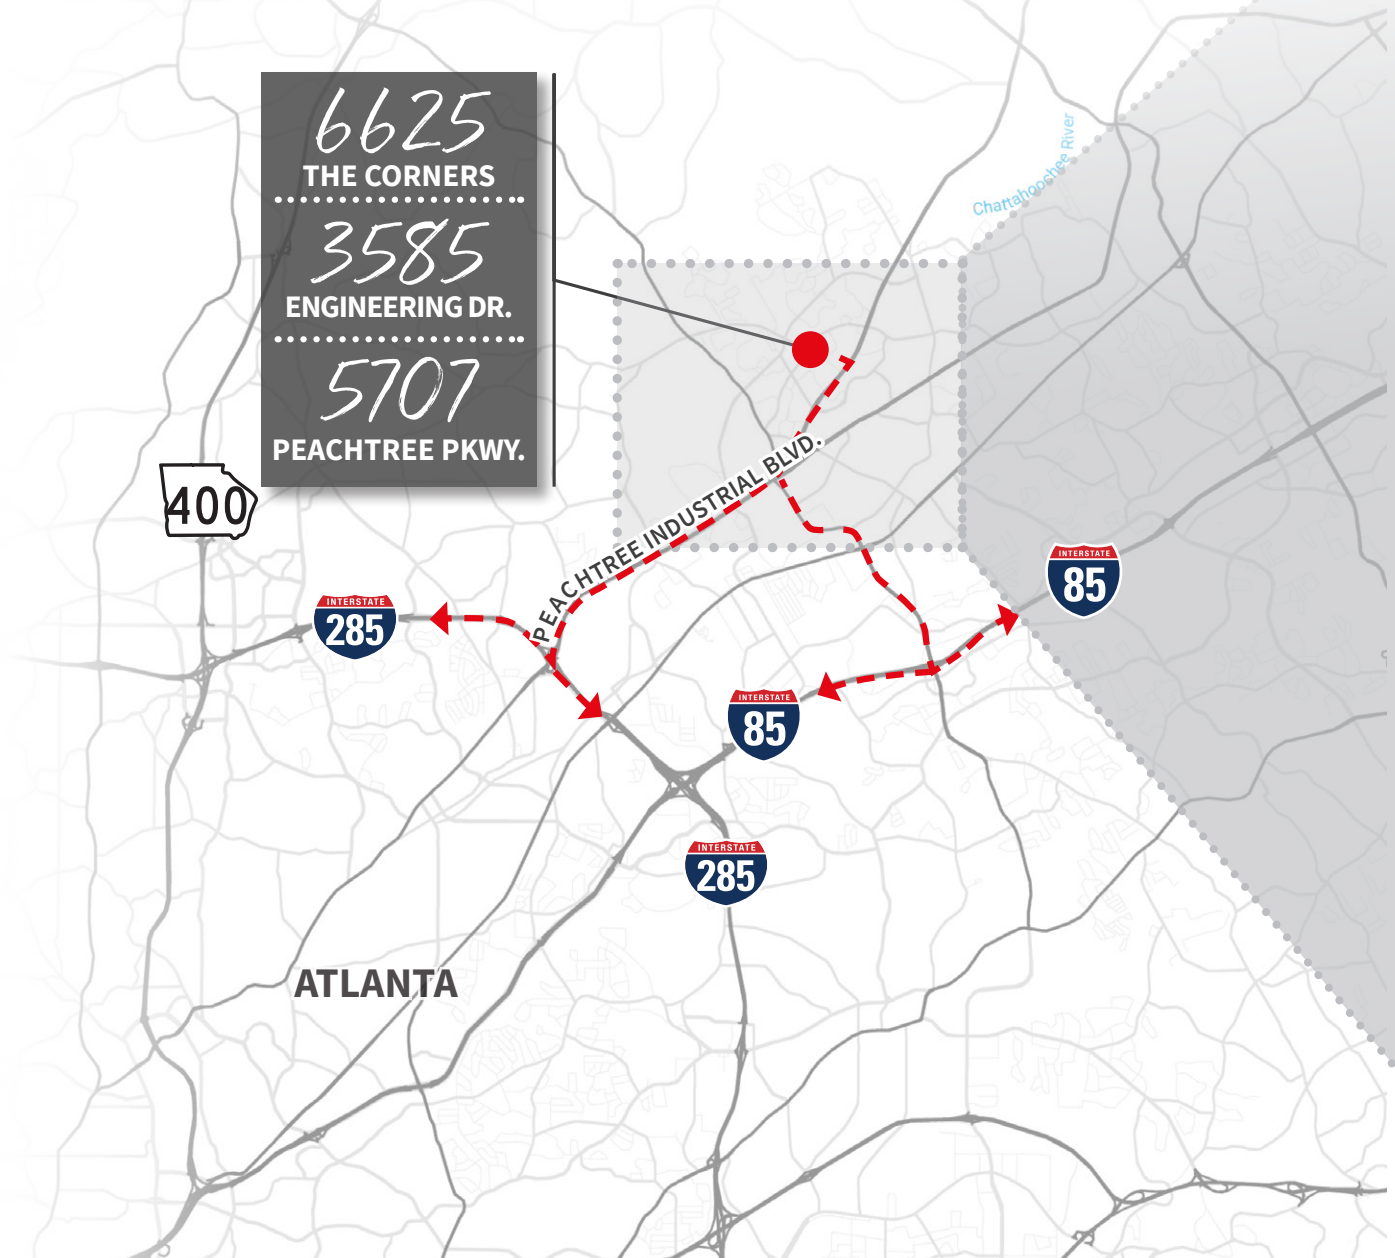 6625
THE CORNERS
3585
ENGINEERING DR.
5707
PEACHTREE PKWY.
Chattahoochee River
PEACHTREE INDUSTRIAL BLVD.
400
INTERSTATE
85
INTERSTATE
285
INTERSTATE
85
INTERSTATE
285
ATLANTA